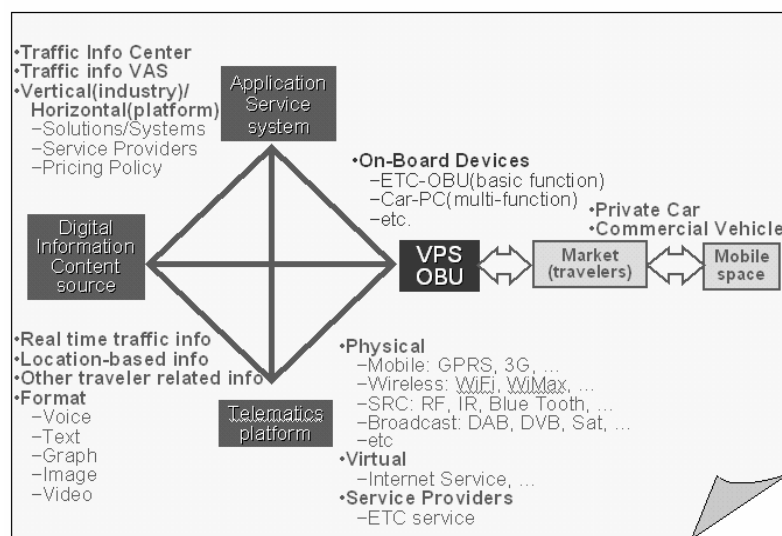 •Traffic Info Center
•Traffic info VAS
•Vertical(industry)/
Horizontal(platform)
–Solutions/Systems
–Service Providers
–Pricing Policy
Application
Service
system
•On-Board Devices
–ETC-OBU(basic function)
–Car-PC(multi-function)
–etc.
•Private Car
•Commercial Vehicle
Digital
Information
Content
source
VPS
OBU
Market
(travelers)
Mobile
space
•Real time traffic info
•Location-based info
•Other traveler related info
•Format
–Voice
–Text
–Graph
–Image
–Video
Telematics
platform
•Physical
–Mobile: GPRS, 3G, ...
–Wireless: WiFi, WiMax, ...
–SRC: RF, IR, Blue Tooth, ...
–Broadcast: DAB, DVB, Sat, ...
–etc
•Virtual
–Internet Service, ...
•Service Providers
–ETC service